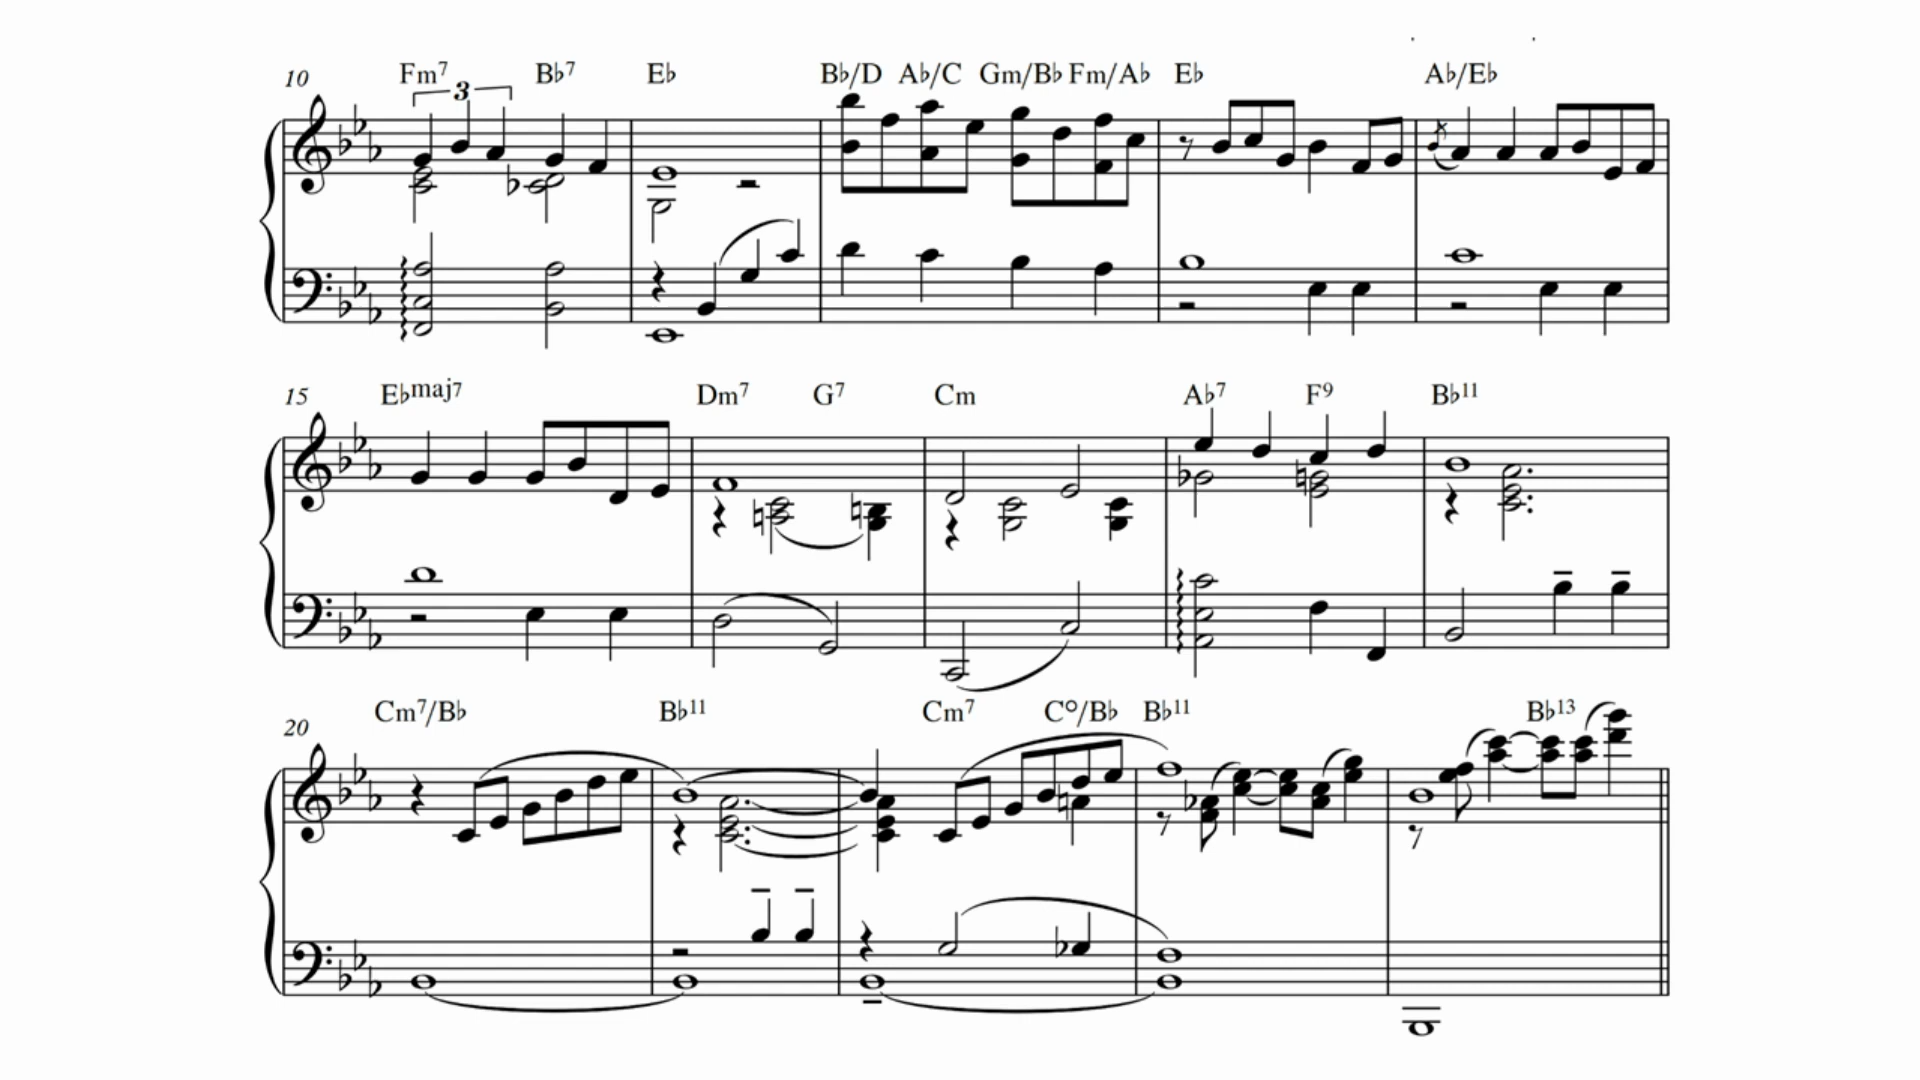 10 Fm7 B♭7 E♭ B♭/D A♭/C Gm/B♭ Fm/A♭ E♭ A♭/E♭
3
15 E♭maj7 Dm7 G7 Cm A♭7 F9 B♭11
20 Cm7/B♭ B♭11 Cm7 C°/B♭ B♭11 B♭13